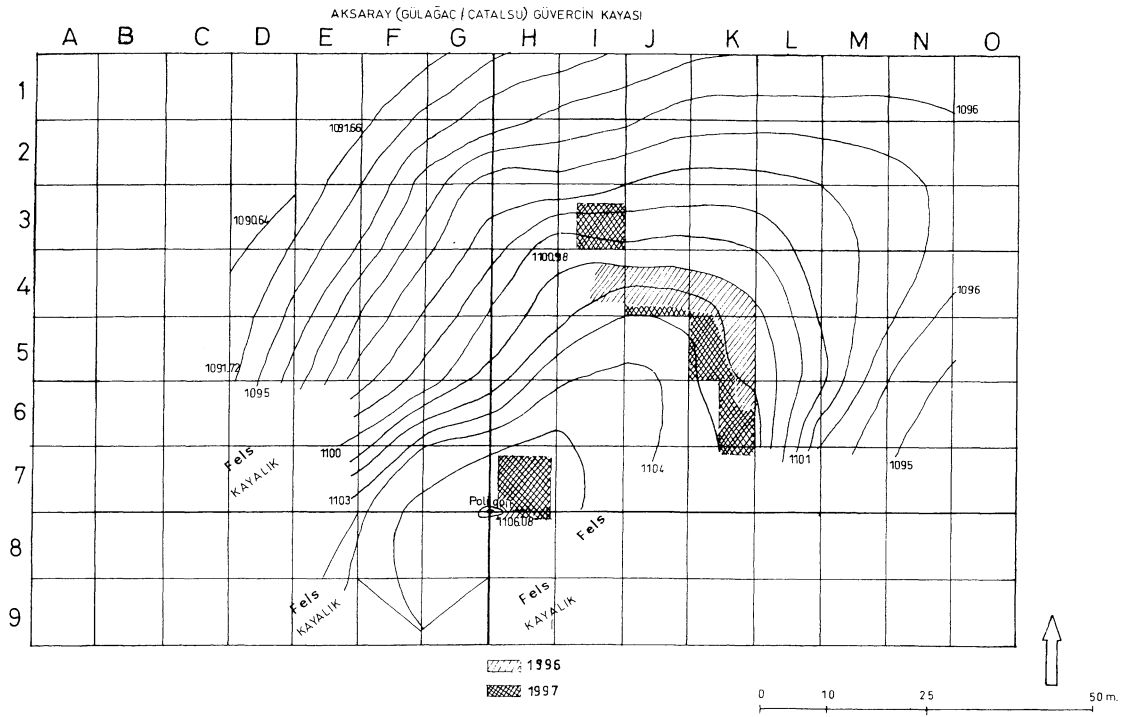 AKSARAY (GÜLAĞAC / CATALSU) GÜVERCİN KAYASI
A B C D E F G H I J K L M N O
1
1096
1091.66
2
3
1090.64
1100.98
4
1096
5
1091.72
1095
6
Fels
KAYALIK
1100
1104
1101
1095
7
1103
Poligon
1106.08
Fels
8
Fels
KAYALIK
Fels
KAYALIK
9
1996
1997
0 10 25 50 m.